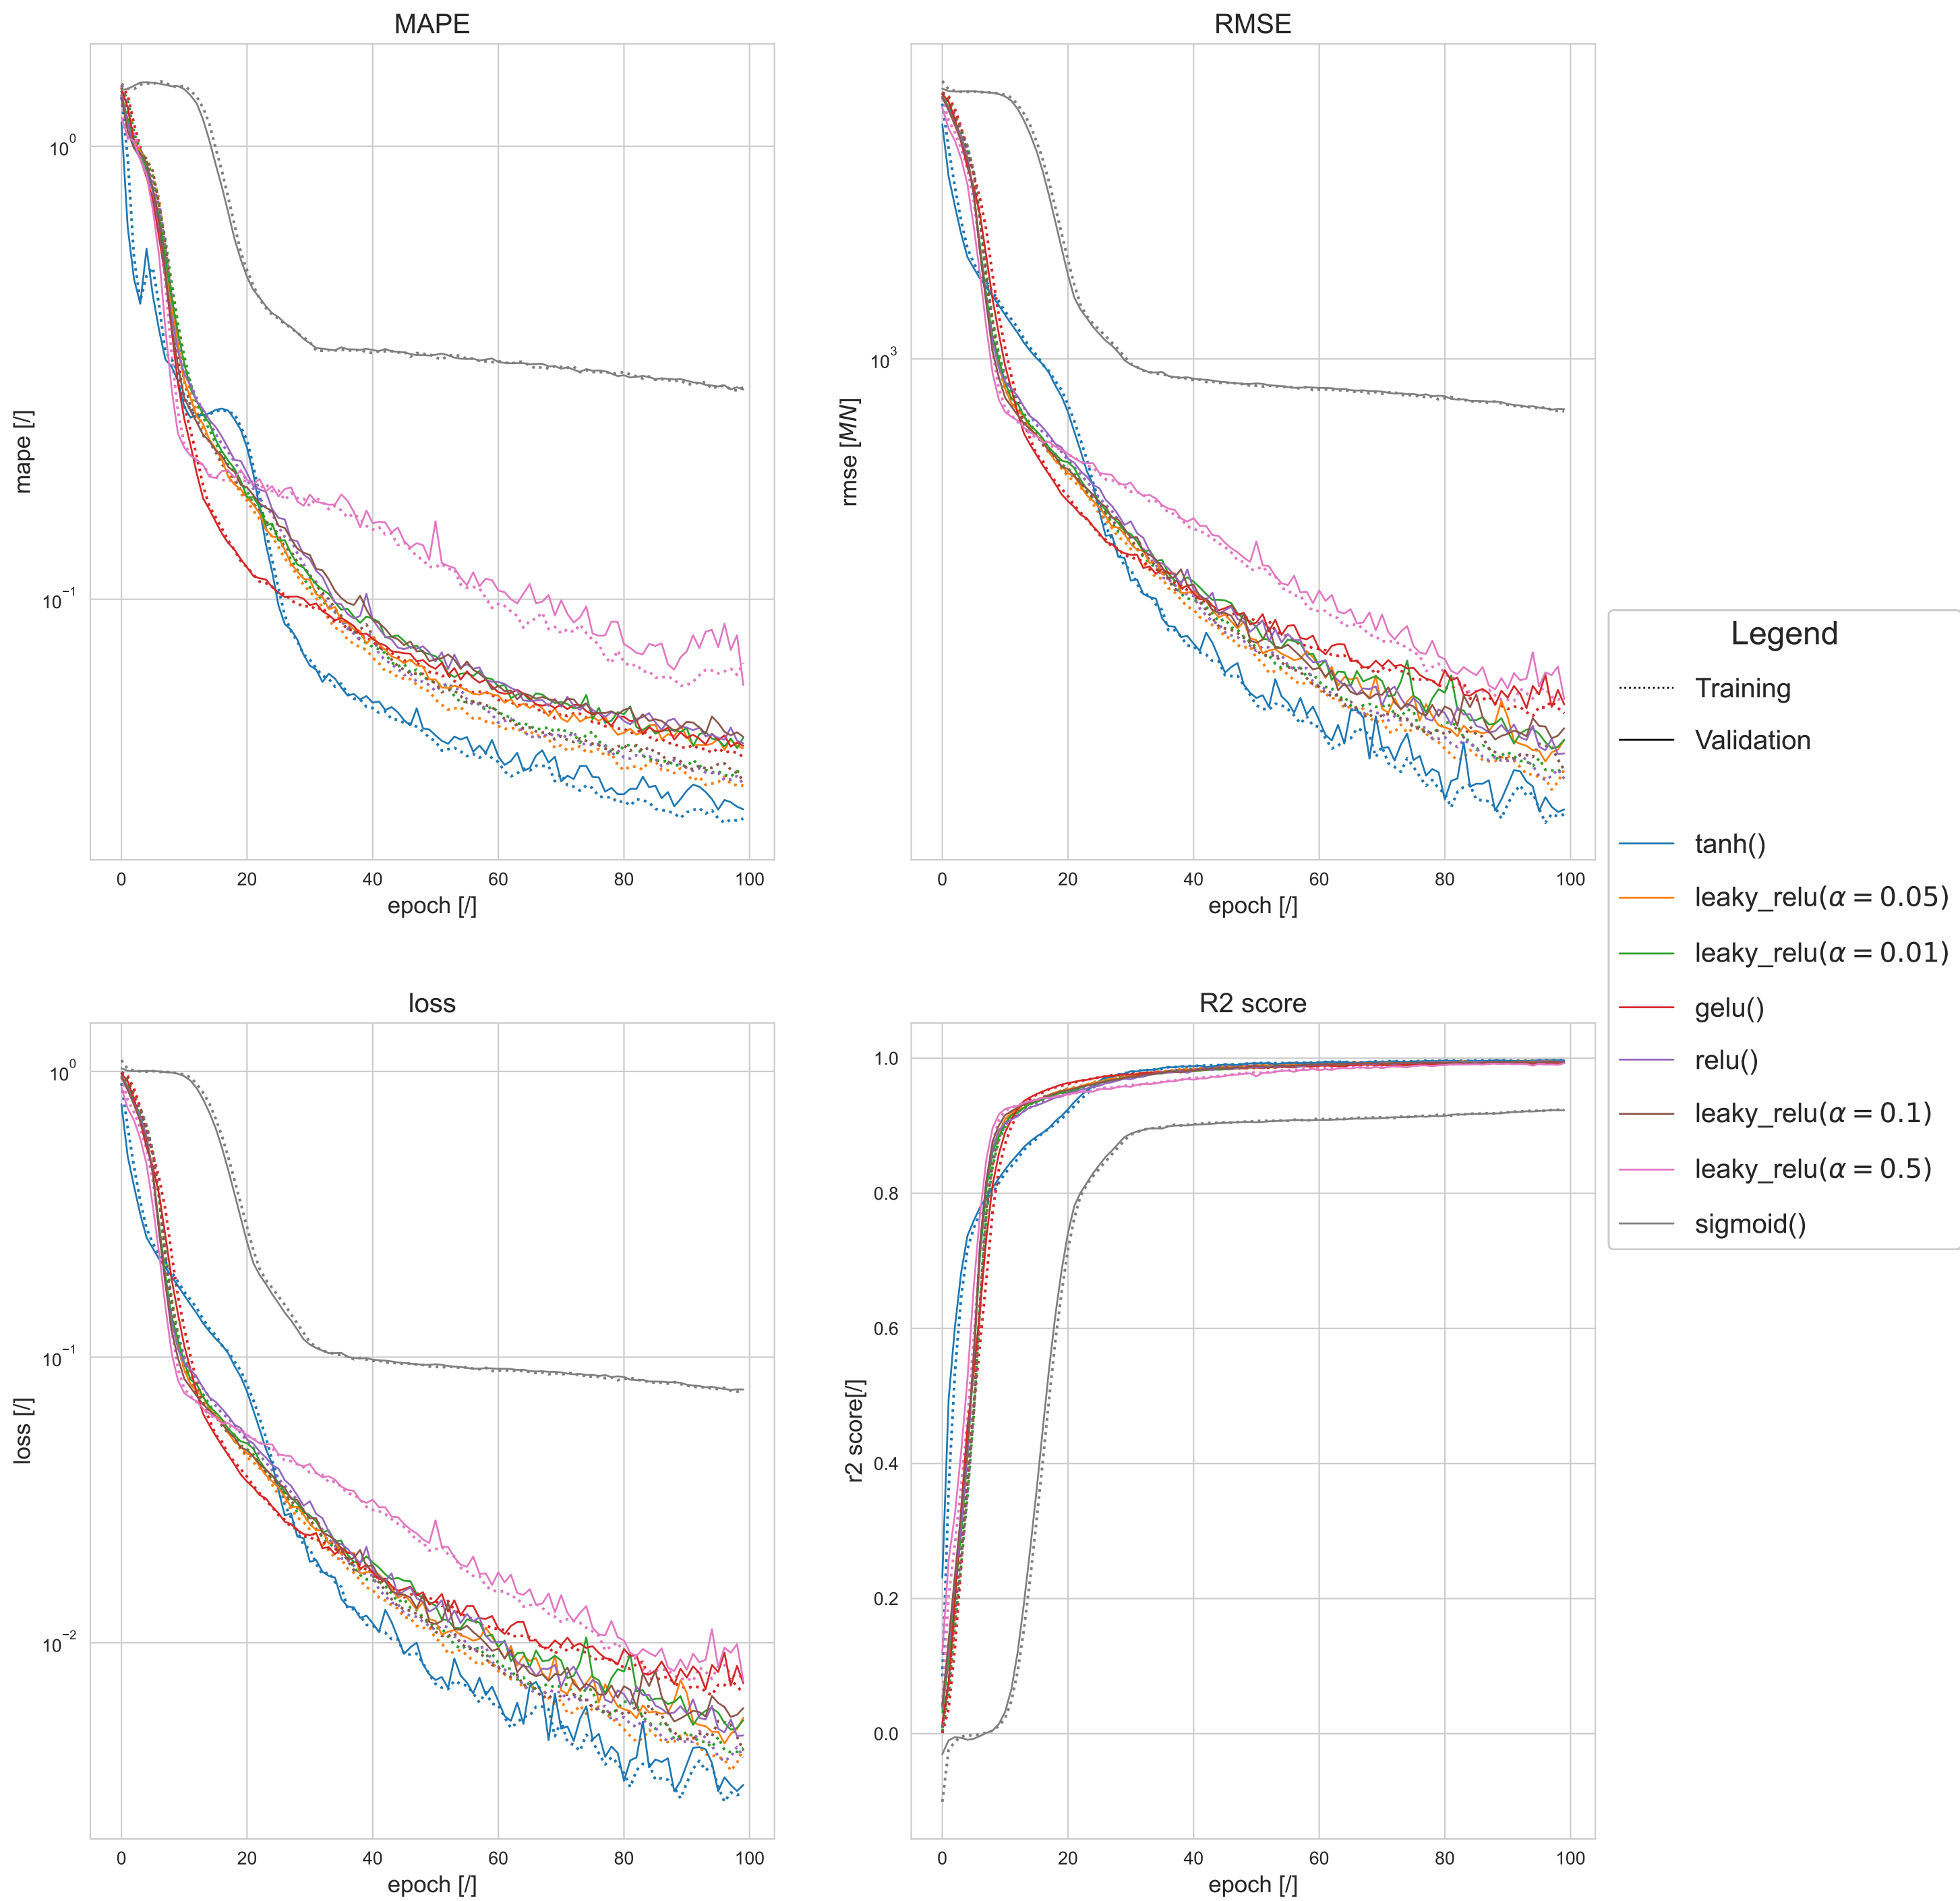 MAPE
10^0
10^-1
mape [/]
0 20 40 60 80 100
epoch [/]
RMSE
10^3
rmse [MN]
0 20 40 60 80 100
epoch [/]
Legend
Training
Validation
tanh()
leaky_relu(α = 0.05)
leaky_relu(α = 0.01)
gelu()
relu()
leaky_relu(α = 0.1)
leaky_relu(α = 0.5)
sigmoid()
loss
10^0
10^-1
10^-2
loss [/]
0 20 40 60 80 100
epoch [/]
R2 score
1.0
0.8
0.6
0.4
0.2
0.0
r2 score[/]
0 20 40 60 80 100
epoch [/]